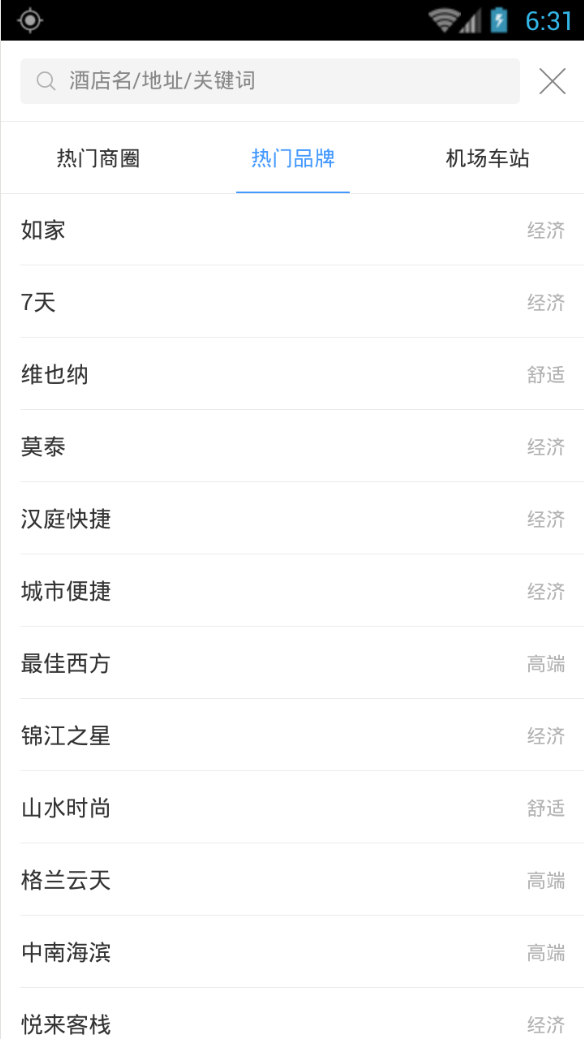 6:31
酒店名/地址/关键词
热门商圈 热门品牌 机场车站
如家 经济
7天 经济
维也纳 舒适
莫泰 经济
汉庭快捷 经济
城市便捷 经济
最佳西方 高端
锦江之星 经济
山水时尚 舒适
格兰云天 高端
中南海滨 高端
悦来客栈 经济